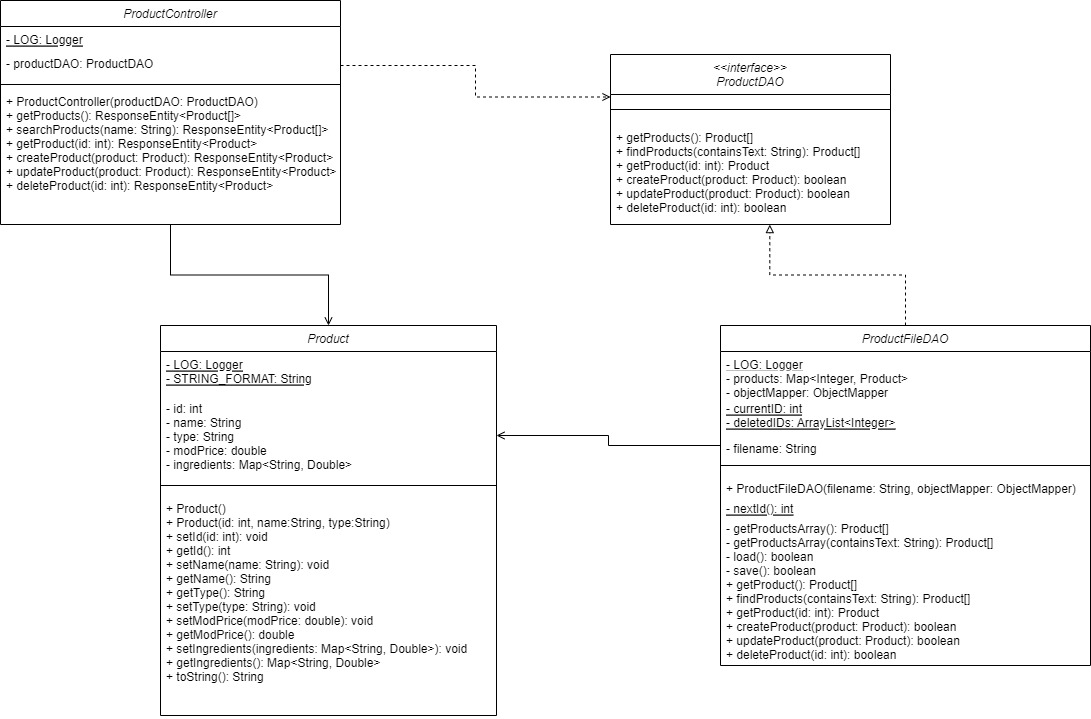 ProductController
- LOG: Logger
- productDAO: ProductDAO
+ ProductController(productDAO: ProductDAO)
+ getProducts(): ResponseEntity<Product[]>
+ searchProducts(name: String): ResponseEntity<Product[]>
+ getProduct(id: int): ResponseEntity<Product>
+ createProduct(product: Product): ResponseEntity<Product>
+ updateProduct(product: Product): ResponseEntity<Product>
+ deleteProduct(id: int): ResponseEntity<Product>
<<interface>>
ProductDAO
+ getProducts(): Product[]
+ findProducts(containsText: String): Product[]
+ getProduct(id: int): Product
+ createProduct(product: Product): boolean
+ updateProduct(product: Product): boolean
+ deleteProduct(id: int): boolean
Product
- LOG: Logger
- STRING_FORMAT: String
- id: int
- name: String
- type: String
- modPrice: double
- ingredients: Map<String, Double>
+ Product()
+ Product(id: int, name:String, type:String)
+ setId(id: int): void
+ getId(): int
+ setName(name: String): void
+ getName(): String
+ getType(): String
+ setType(type: String): void
+ setModPrice(modPrice: double): void
+ getModPrice(): double
+ setIngredients(ingredients: Map<String, Double>): void
+ getIngredients(): Map<String, Double>
+ toString(): String
ProductFileDAO
- LOG: Logger
- products: Map<Integer, Product>
- objectMapper: ObjectMapper
- currentID: int
- deletedIDs: ArrayList<Integer>
- filename: String
+ ProductFileDAO(filename: String, objectMapper: ObjectMapper)
- nextId(): int
- getProductsArray(): Product[]
- getProductsArray(containsText: String): Product[]
- load(): boolean
- save(): boolean
+ getProduct(): Product[]
+ findProducts(containsText: String): Product[]
+ getProduct(id: int): Product
+ createProduct(product: Product): boolean
+ updateProduct(product: Product): boolean
+ deleteProduct(id: int): boolean